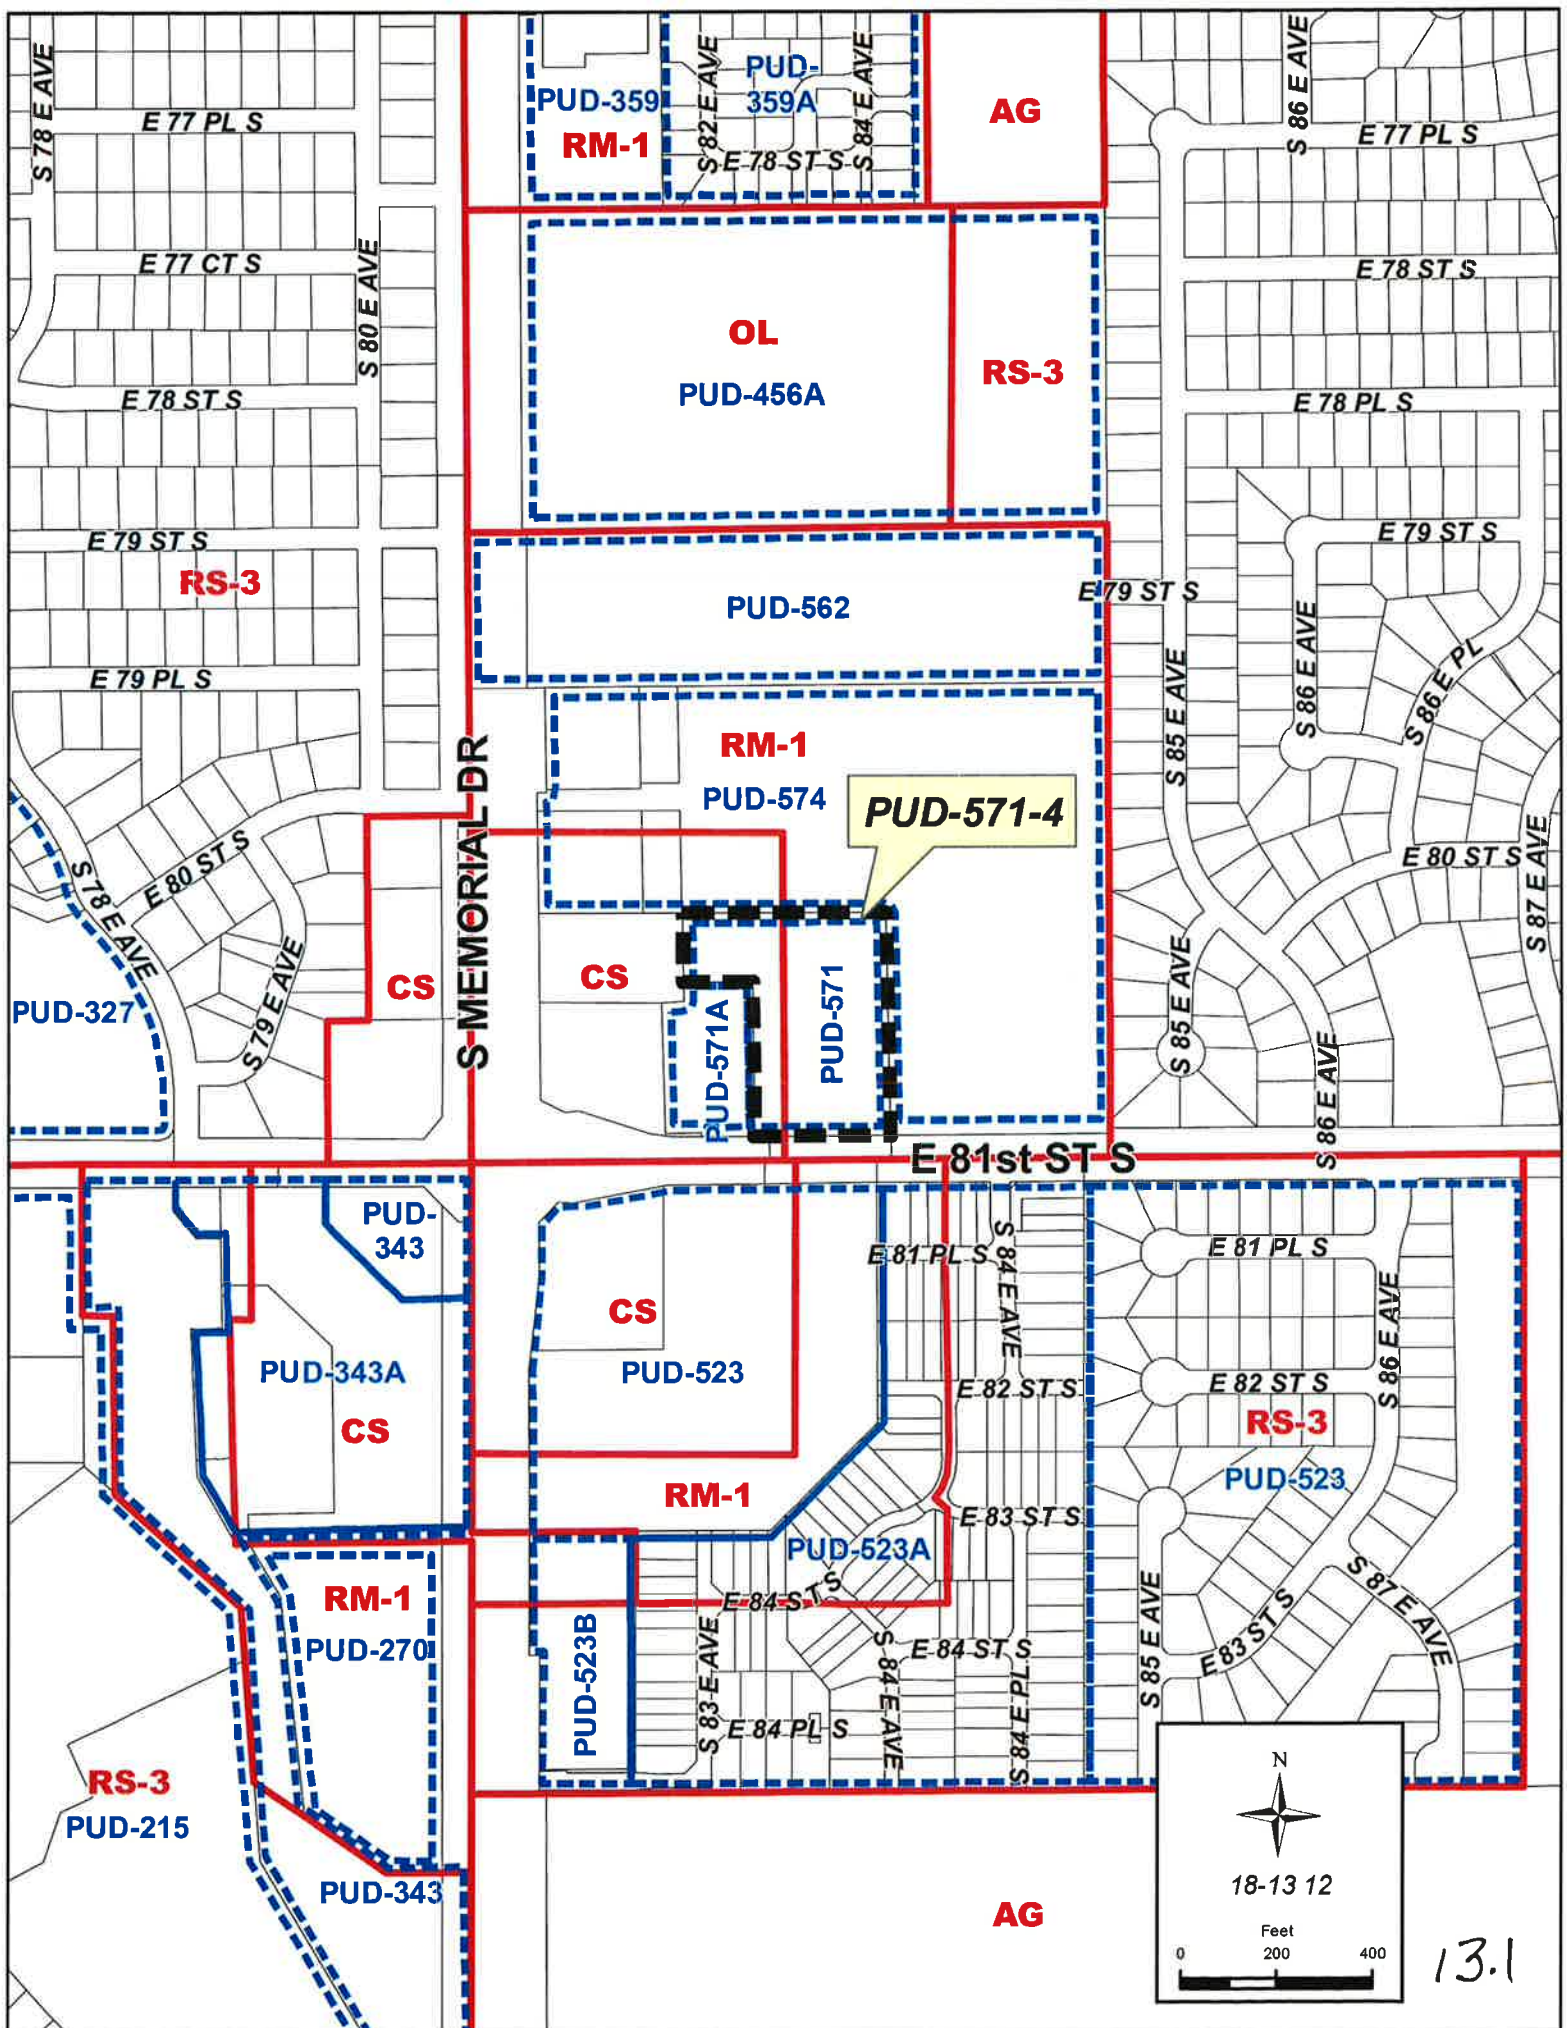 S 78 E AVE
E 77 PL S
PUD-359
RM-1
S 82 E AVE
PUD-
359A
S 84 E AVE
E 78 ST S
AG
S 86 E AVE
E 77 PL S
E 77 CT S
S 80 E AVE
E 78 ST S
OL
PUD-456A
RS-3
E 78 ST S
E 78 PL S
E 79 ST S
RS-3
PUD-562
E 79 ST S
E 79 ST S
E 79 PL S
S 85 E AVE
S 86 E AVE
S 86 E PL
RM-1
PUD-574
PUD-571-4
S MEMORIAL DR
E 80 ST S
S 78 E AVE
E 80 ST S
S 87 E AVE
S 79 E AVE
CS
CS
PUD-327
PUD-571A
PUD-571
S 85 E AVE
S 86 E AVE
E 81st ST S
PUD-
343
E 81 PL S
S 84 E AVE
E 81 PL S
S 86 E AVE
CS
PUD-343A
PUD-523
E 82 ST S
E 82 ST S
CS
RS-3
RM-1
PUD-523
E 83 ST S
PUD-523A
RM-1
E 84 ST S
S 87 E AVE
PUD-270
PUD-523B
S 83 E AVE
S 84 E AVE
E 84 ST S
S 84 E PL
S 85 E AVE
E 83 ST S
E 84 PL S
RS-3
PUD-215
PUD-343
AG
N
18-13 12
Feet
0 200 400
13.1